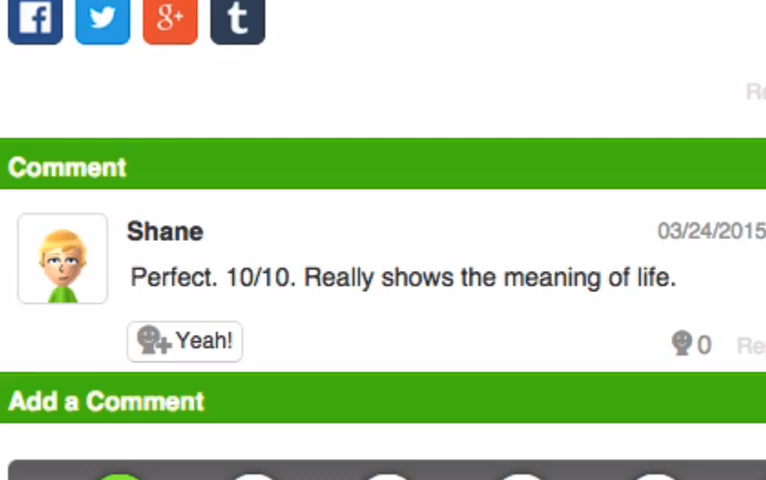 Comment
Shane
03/24/2015
Perfect. 10/10. Really shows the meaning of life.
Yeah!
0
Add a Comment